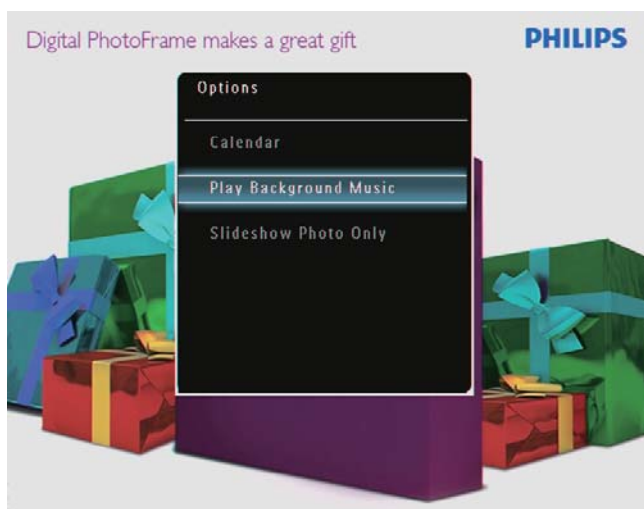 Digital PhotoFrame makes a great gift
PHILIPS
Options
Calendar
Play Background Music
Slideshow Photo Only